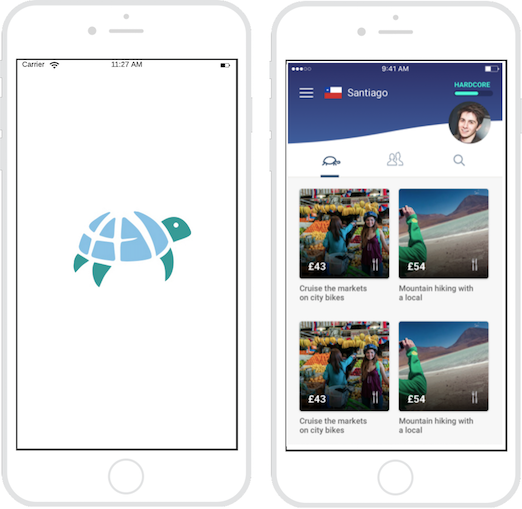 Carrier 11:27 AM
9:41 AM
HARDCORE
Santiago
£43
£54
Cruise the markets
on city bikes
Mountain hiking with
a local
£43
£54
Cruise the markets
on city bikes
Mountain hiking with
a local